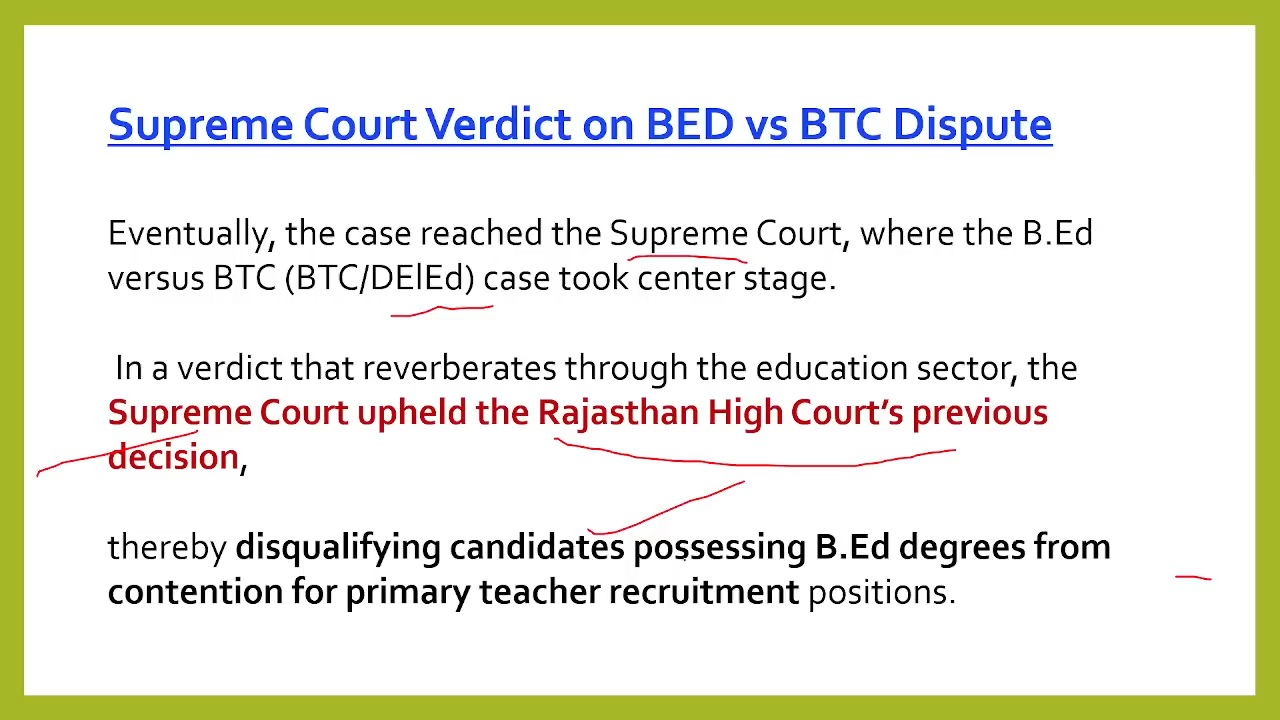 Supreme Court Verdict on BED vs BTC Dispute
Eventually, the case reached the Supreme Court, where the B.Ed
versus BTC (BTC/DElEd) case took center stage.
In a verdict that reverberates through the education sector, the
Supreme Court upheld the Rajasthan High Court's previous
decision,
thereby disqualifying candidates possessing B.Ed degrees from
contention for primary teacher recruitment positions.